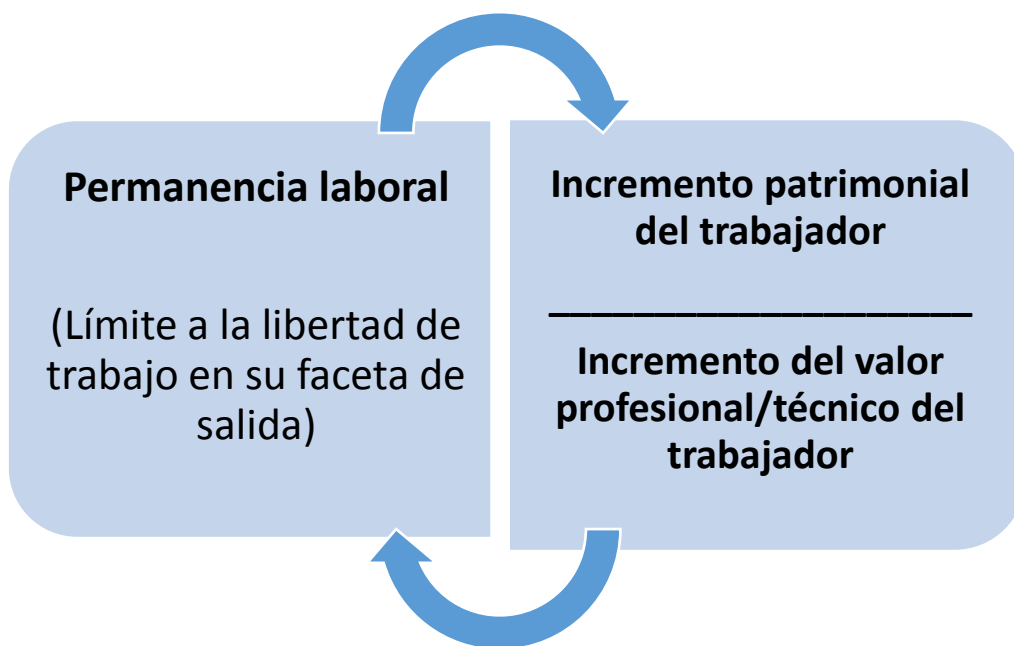 Permanencia laboral
(Límite a la libertad de
trabajo en su faceta de
salida)
Incremento patrimonial
del trabajador
____________________
Incremento del valor
profesional/técnico del
trabajador